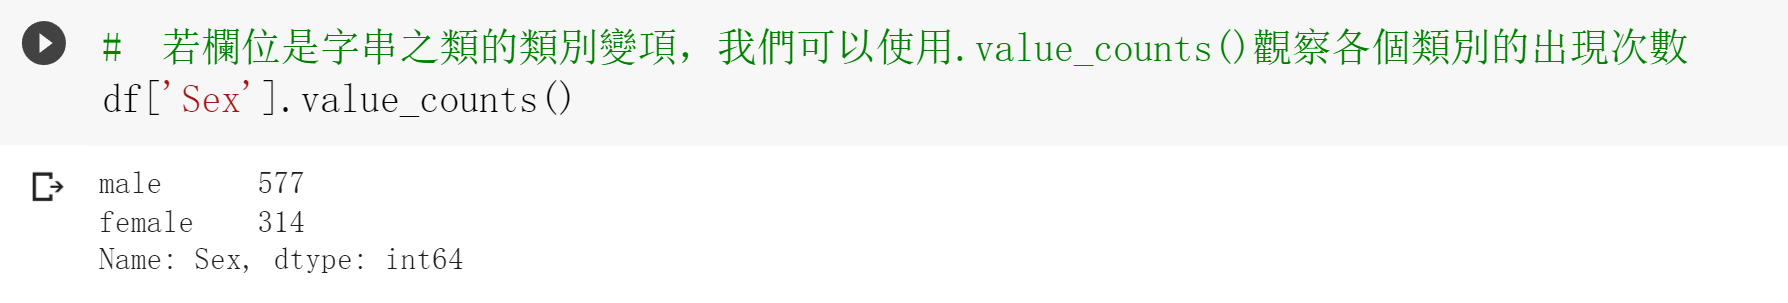 # 若欄位是字串之類的類別變項，我們可以使用.value_counts()觀察各個類別的出現次數
df['Sex'].value_counts()
male      577
female    314
Name: Sex, dtype: int64